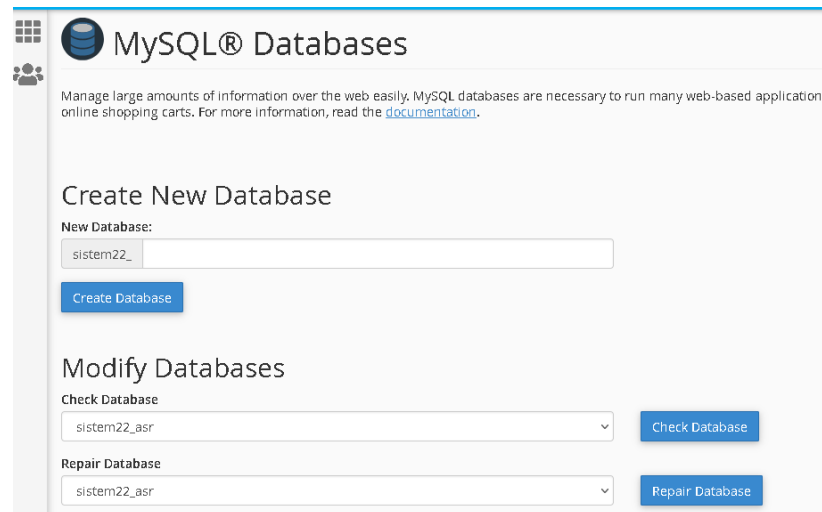 MySQL® Databases
Manage large amounts of information over the web easily. MySQL databases are necessary to run many web-based application
online shopping carts. For more information, read the documentation.
Create New Database
New Database:
sistem22_
Create Database
Modify Databases
Check Database
sistem22_asr
Check Database
Repair Database
sistem22_asr
Repair Database